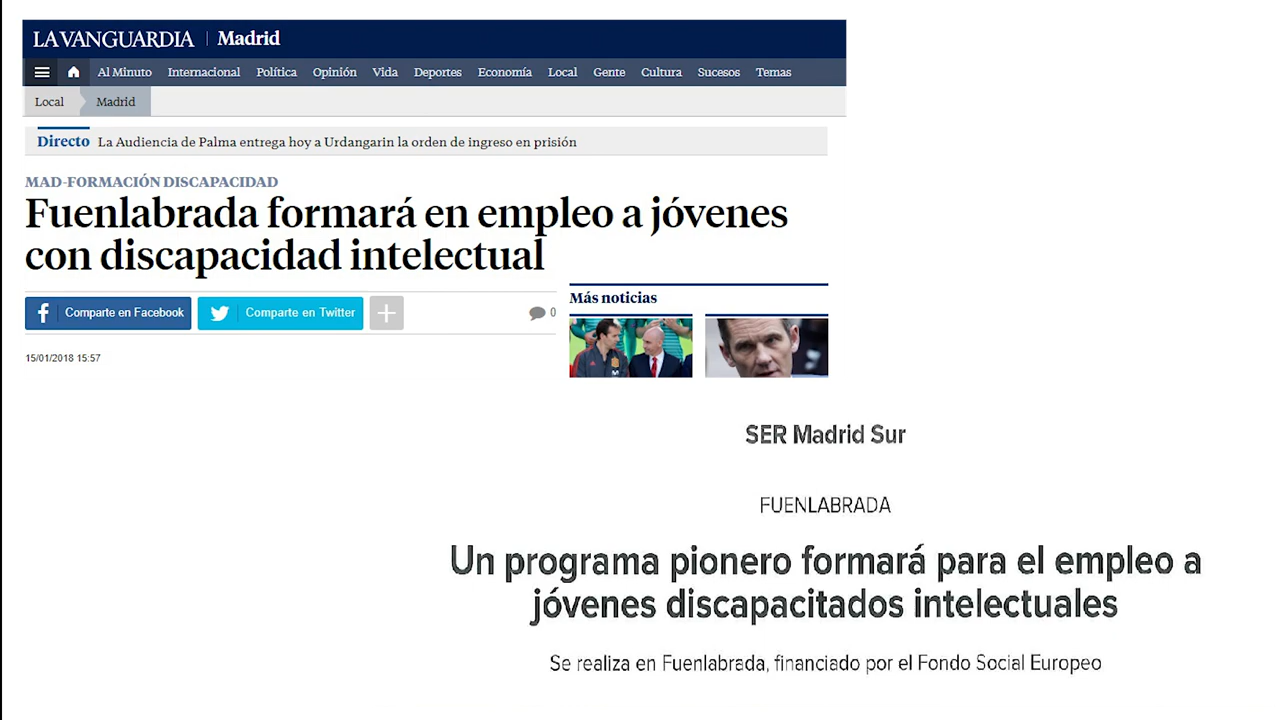 LA VANGUARDIA | Madrid
Al Minuto Internacional Política Opinión Vida Deportes Economía Local Gente Cultura Sucesos Temas
Local Madrid
Directo La Audiencia de Palma entrega hoy a Urdangarin la orden de ingreso en prisión
MAD-FORMACIÓN DISCAPACIDAD
Fuenlabrada formará en empleo a jóvenes
con discapacidad intelectual
Comparte en Facebook Comparte en Twitter 0
Más noticias
15/01/2018 15:57
SER Madrid Sur
FUENLABRADA
Un programa pionero formará para el empleo a
jóvenes discapacitados intelectuales
Se realiza en Fuenlabrada, financiado por el Fondo Social Europeo